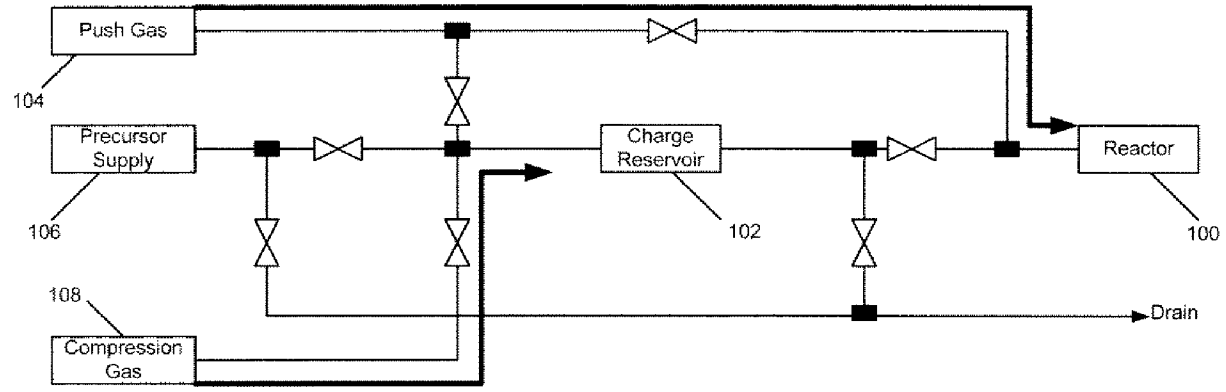 Push Gas
104
Precursor
Supply
106
Charge
Reservoir
102
Reactor
100
108
Compression
Gas
Drain